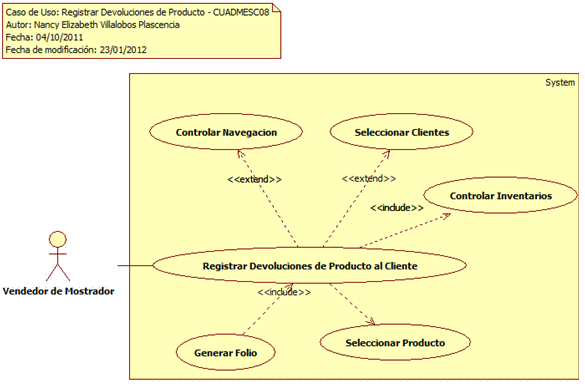 Caso de Uso: Registrar Devoluciones de Producto - CUADMESC08
Autor: Nancy Elizabeth Villalobos Plascencia
Fecha: 04/10/2011
Fecha de modificación: 23/01/2012
System
Controlar Navegacion
Seleccionar Clientes
<<extend>>
<<extend>>
Controlar Inventarios
<<include>>
Registrar Devoluciones de Producto al Cliente
Vendedor de Mostrador
<<include>>
Seleccionar Producto
Generar Folio